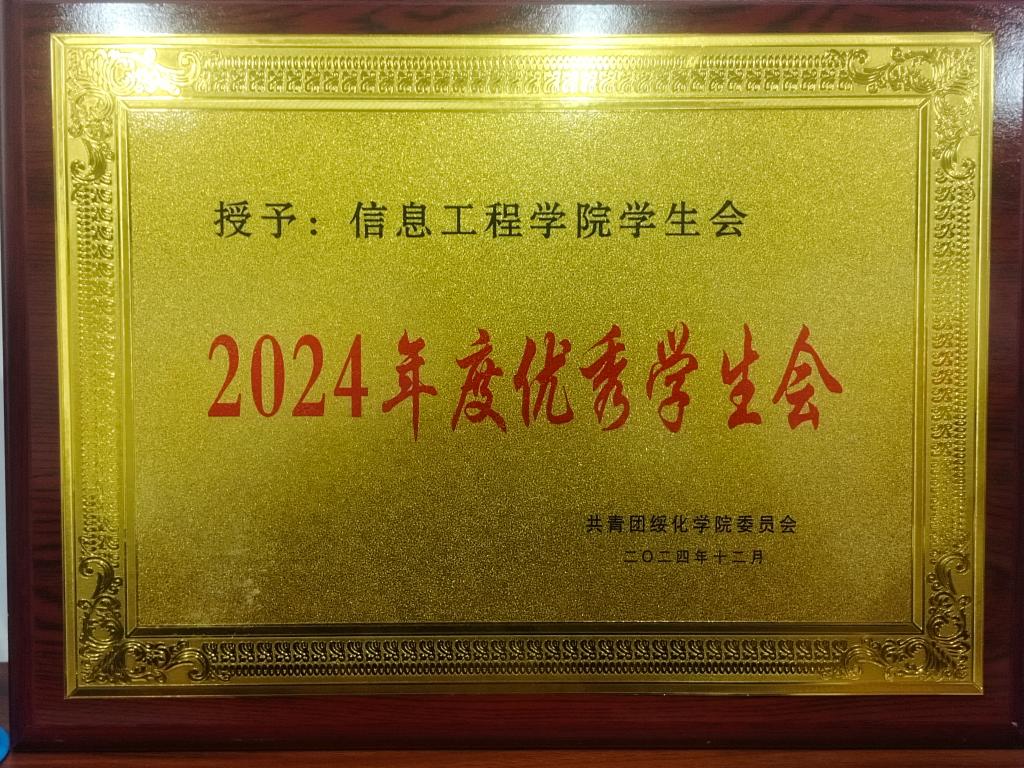 授予：信息工程学院学生会
2024年度优秀学生会
共青团绥化学院委员会
二〇二四年十二月